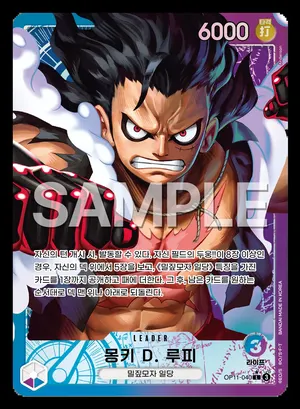 6000
타격
打
SAMPLE
자신의 턴 개시 시, 발동할 수 있다. 자신 필드의 두웅!!이 8장 이상인
경우, 자신의 덱 위에서 5장을 보고, 《밀짚모자 일당》 특징을 가진
카드를 1장까지 공개하고 패에 더한다. 그 후, 남은 카드를 원하는
순서대로 덱 맨 위나 아래로 되돌린다.
LEADER
몽키 D. 루피
밀짚모자 일당
3
라이프
OP11-040 L 3